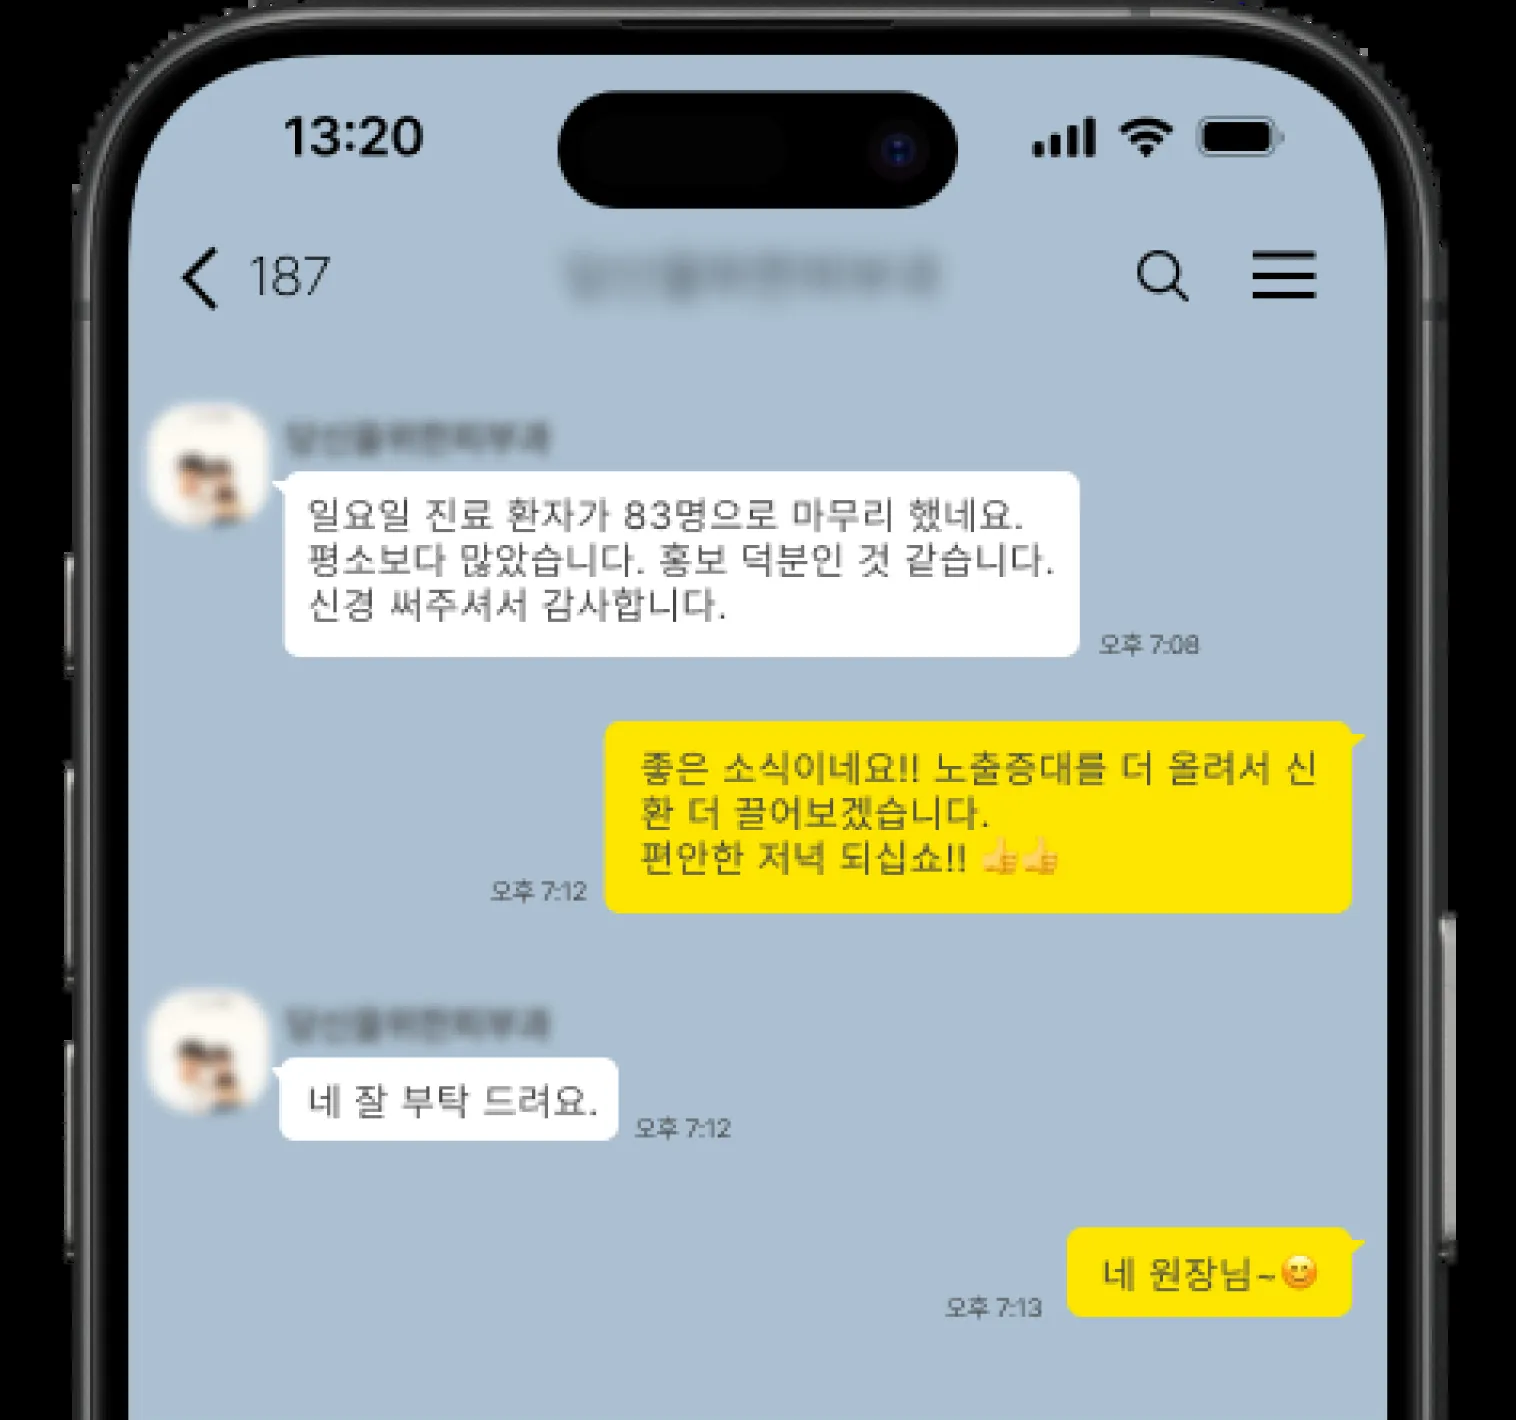 13:20
187
일요일 진료 환자가 83명으로 마무리 했네요.
평소보다 많았습니다. 홍보 덕분인 것 같습니다.
신경 써주셔서 감사합니다.
오후 7:08
좋은 소식이네요!! 노출증대를 더 올려서 신
환 더 끌어보겠습니다.
편안한 저녁 되십쇼!! 👍👍
오후 7:12
네 잘 부탁 드려요.
오후 7:12
네 원장님~😊
오후 7:13